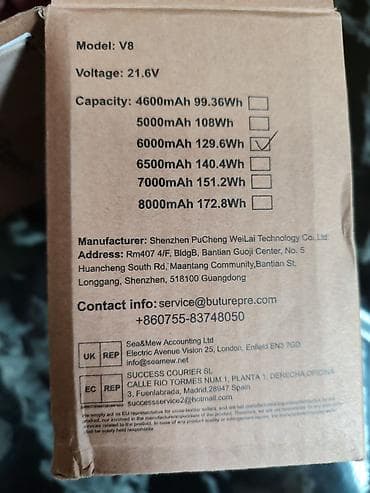 Model: V8
Voltage: 21.6V
Capacity: 4600mAh 99.36Wh
5000mAh 108Wh
6000mAh 129.6Wh
6500mAh 140.4Wh
7000mAh 151.2Wh
8000mAh 172.8Wh
Manufacturer: Shenzhen PuCheng WeiLai Technology Co. Ltd
Address: Rm407 4/F, BldgB, Bantian Guoji Center, No. 5
Huancheng South Rd, Maantang Community,Bantian St,
Longgang, Shenzhen, 518100 Guangdong
Contact info: service@buturepre.com
+860755-83748050
UK REP
Sea&Mew Accounting Ltd
Electric Avenue Vision 25, London, Enfield EN3 7GD
info@seamew.net
EC REP
SUCCESS COURIER SL
CALLE RIO TORMES NUM.1, PLANTA 1, DERECHA,OFICINA
3, Fuenlabrada, Madrid 28947 Spain
successservice2@hotmail.com